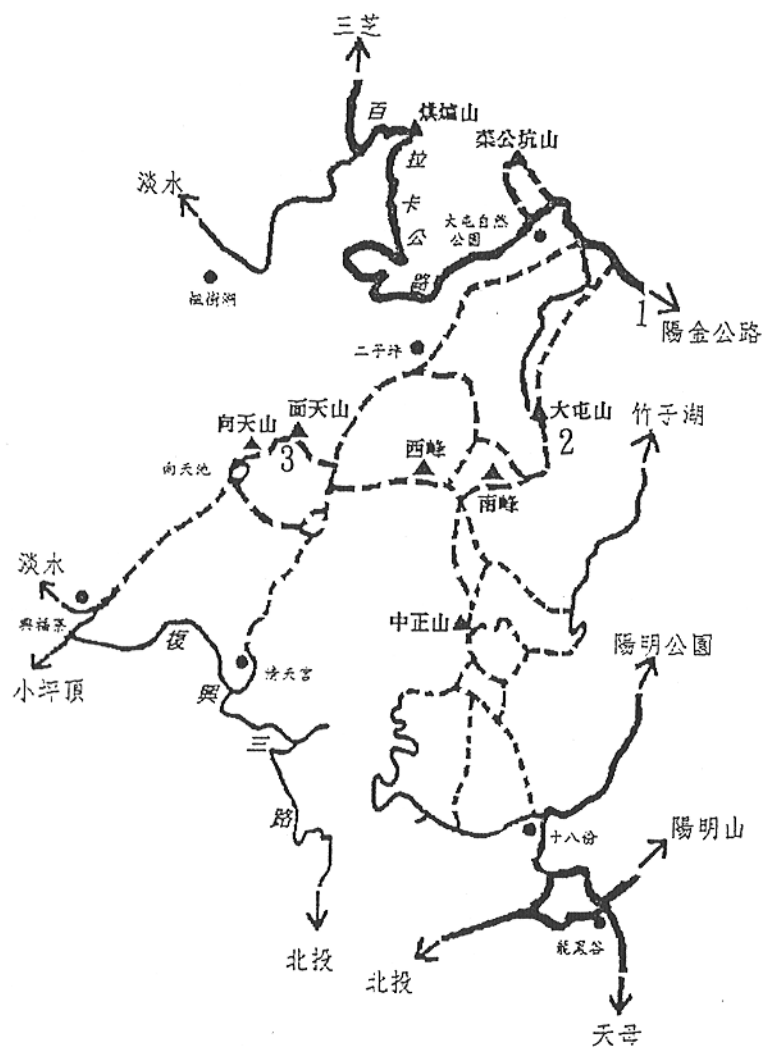 三芝
百
煤爐山
菜公坑山
拉
淡水
卡
大屯自然
公園
公
路
1
陽金公路
二子坪
大屯山
竹子湖
向天山
面天山
2
西峰
3
向天池
南峰
淡水
中正山
興福寮
復
陽明公園
小坪頂
清天宮
興
三
路
十八份
陽明山
北投
北投
龍鳳谷
天母